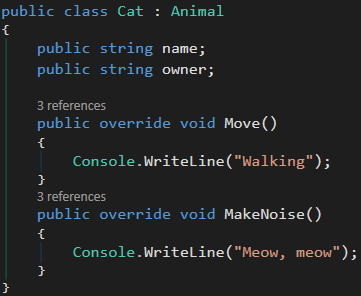 public class Cat : Animal
{
public string name;
public string owner;
3 references
public override void Move()
{
Console.WriteLine("Walking");
}
3 references
public override void MakeNoise()
{
Console.WriteLine("Meow, meow");
}
}